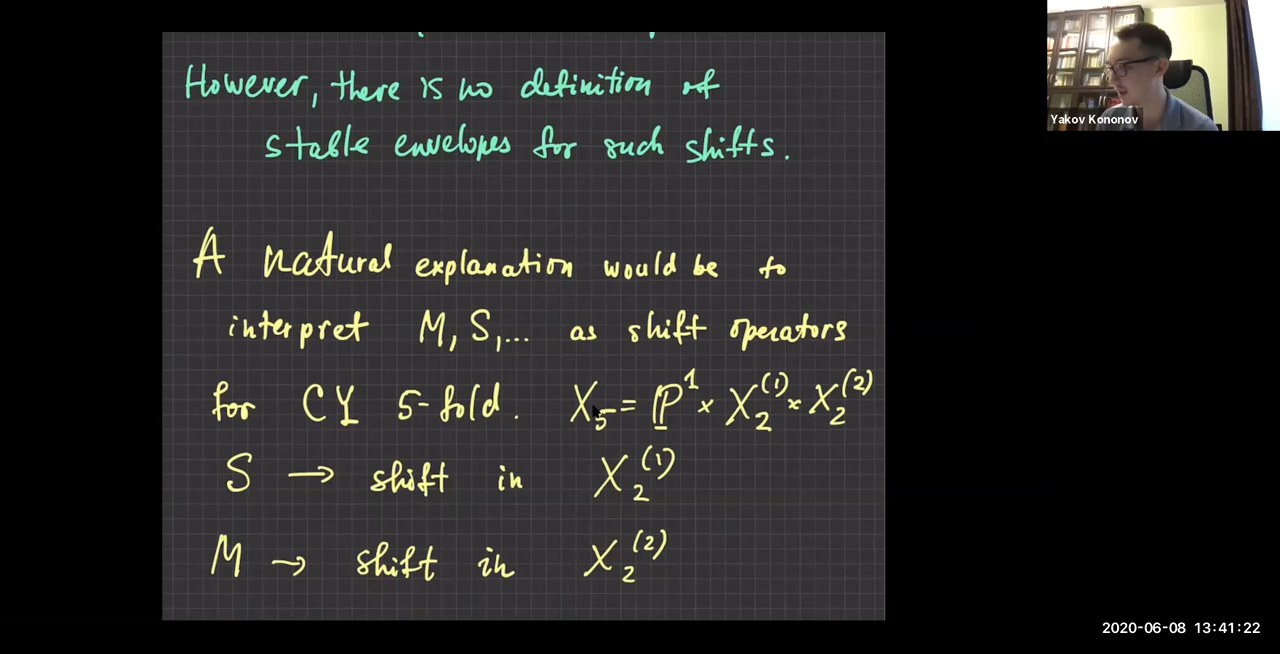 However, there is no definition of
stable envelopes for such shifts.
A natural explanation would be to
interpret M, S, ... as shift operators
for CY 5-fold. X₅ = ℙ¹ × X₂⁽¹⁾ × X₂⁽²⁾
S → shift in X₂⁽¹⁾
M → shift in X₂⁽²⁾
Yakov Kononov
2020-06-08 13:41:22